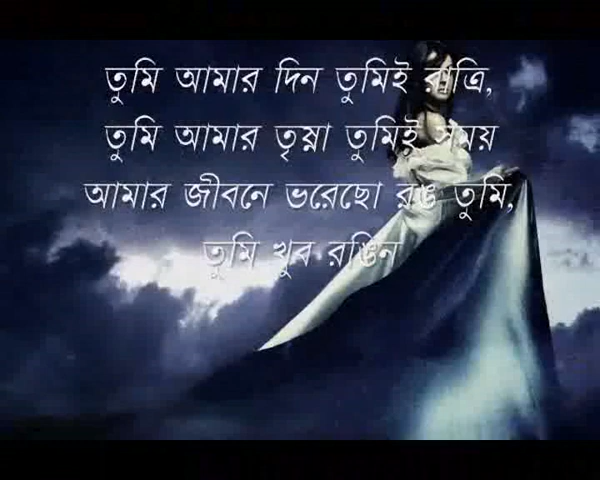 তুমি আমার দিন তুমিই রাত্রি,
তুমি আমার তৃষ্না তুমিই সময়
আমার জীবনে ভরেছো রঙ তুমি,
তুমি খুব রঙিন